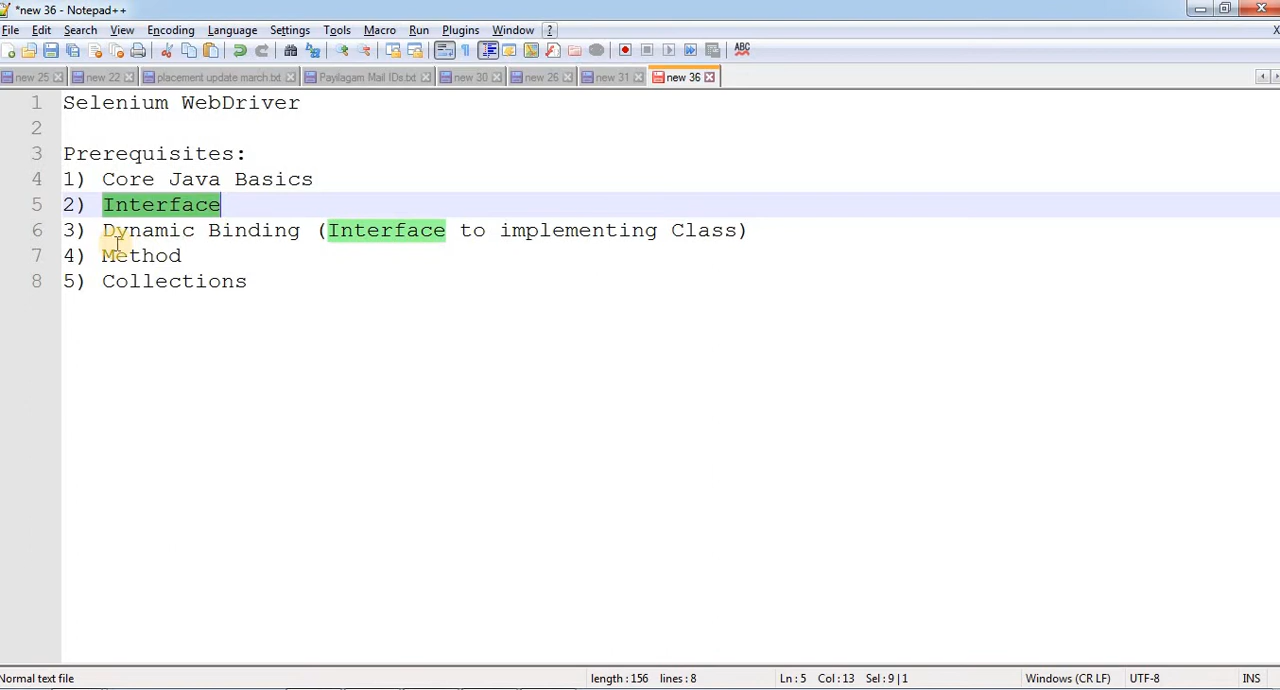 *new 36 - Notepad++
File Edit Search View Encoding Language Settings Tools Macro Run Plugins Window ? X
ABC
new 25 new 22 placement update march.txt Paylagam Mail IDs.txt new 30 new 26 new 31 new 36
1 Selenium WebDriver
2
3 Prerequisites:
4 1) Core Java Basics
5 2) Interface
6 3) Dynamic Binding (Interface to implementing Class)
7 4) Method
8 5) Collections
Normal text file length:156 lines:8 Ln:5 Col:13 Sel:9|1 Windows (CR LF) UTF-8 INS